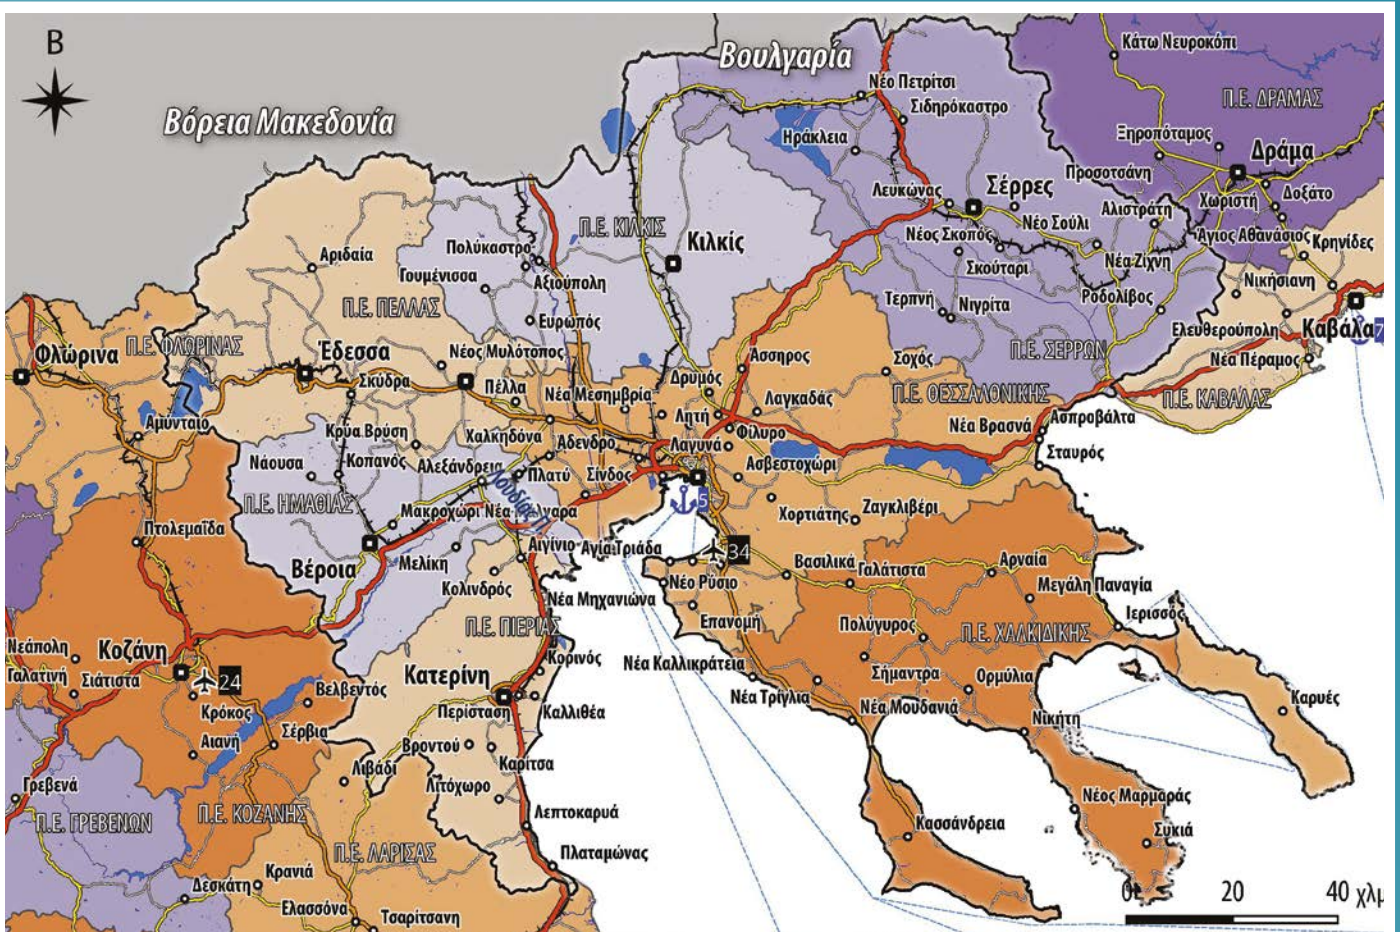 Β
Βουλγαρία
Βόρεια Μακεδονία
Κάτω Νευροκόπι
Νέο Πετρίτσι
Σιδηρόκαστρο
Π.Ε. ΔΡΑΜΑΣ
Ηράκλεια
Ξηροπόταμος
Δράμα
Προσοτσάνη
Λευκώνας
Σέρρες
Δοξάτο
Χωριστή
Αλιστράτη
Νέο Σούλι
Π.Ε. ΚΙΛΚΙΣ
Νέος Σκοπός
Άγιος Αθανάσιος
Κρηνίδες
Κιλκίς
Πολύκαστρο
Αριδαία
Σκούταρι
Νέα Ζίχνη
Γουμένισσα
Αξιούπολη
Νικήσιανη
Τερπνή
Νιγρίτα
Ροδολίβος
Π.Ε. ΠΕΛΛΑΣ
Ευρωπός
Ελευθερούπολη
Καβάλα
7
Φλώρινα
Π.Ε. ΦΛΩΡΙΝΑΣ
Έδεσσα
Νέος Μυλότοπος
Άσσηρος
Σοχός
Π.Ε. ΣΕΡΡΩΝ
Νέα Πέραμος
Σκύδρα
Πέλλα
Δρυμός
Νέα Μεσημβρία
Π.Ε. ΘΕΣΣΑΛΟΝΙΚΗΣ
Π.Ε. ΚΑΒΑΛΑΣ
Λητή
Λαγκαδάς
Αμύνταιο
Κρύα Βρύση
Χαλκηδόνα
Άδενδρο
Λαγυνά
Φίλυρο
Νέα Βρασνά
Ασπροβάλτα
Νάουσα
Κοπανός
Αλεξάνδρεια
Πλατύ
Σίνδος
Ασβεστοχώρι
Σταυρός
Λουδίας Π.
Π.Ε. ΗΜΑΘΙΑΣ
5
Μακροχώρι
Χορτιάτης
Ζαγκλιβέρι
Πτολεμαΐδα
Βέροια
Μελίκη
Αιγίνιο
Αγία Τριάδα
34
Βασιλικά
Γαλάτιστα
Αρναία
Κολινδρός
Νέο Ρύσιο
Μεγάλη Παναγία
Νέα Μηχανιώνα
Επανομή
Ιερισσός
Π.Ε. ΠΙΕΡΙΑΣ
Πολύγυρος
Π.Ε. ΧΑΛΚΙΔΙΚΗΣ
Νεάπολη
Κοζάνη
Κορινός
Νέα Καλλικράτεια
Γαλατινή
Σιάτιστα
24
Κατερίνη
Σήμαντρα
Ορμύλια
Βελβεντός
Νέα Τρίγλια
Καρυές
Κρόκος
Περίσταση
Καλλιθέα
Νέα Μουδανιά
Νικήτη
Αιανή
Σέρβια
Βροντού
Λιβάδι
Καρίτσα
Γρεβενά
Λιτόχωρο
Νέος Μαρμαράς
Π.Ε. ΚΟΖΑΝΗΣ
Λεπτοκαρυά
Π.Ε. ΓΡΕΒΕΝΩΝ
Κασσάνδρεια
Συκιά
Π.Ε. ΛΑΡΙΣΑΣ
Πλαταμώνας
Κρανιά
Δεσκάτη
0 20 40 χλμ
Ελασσόνα
Τσαρίτσανη